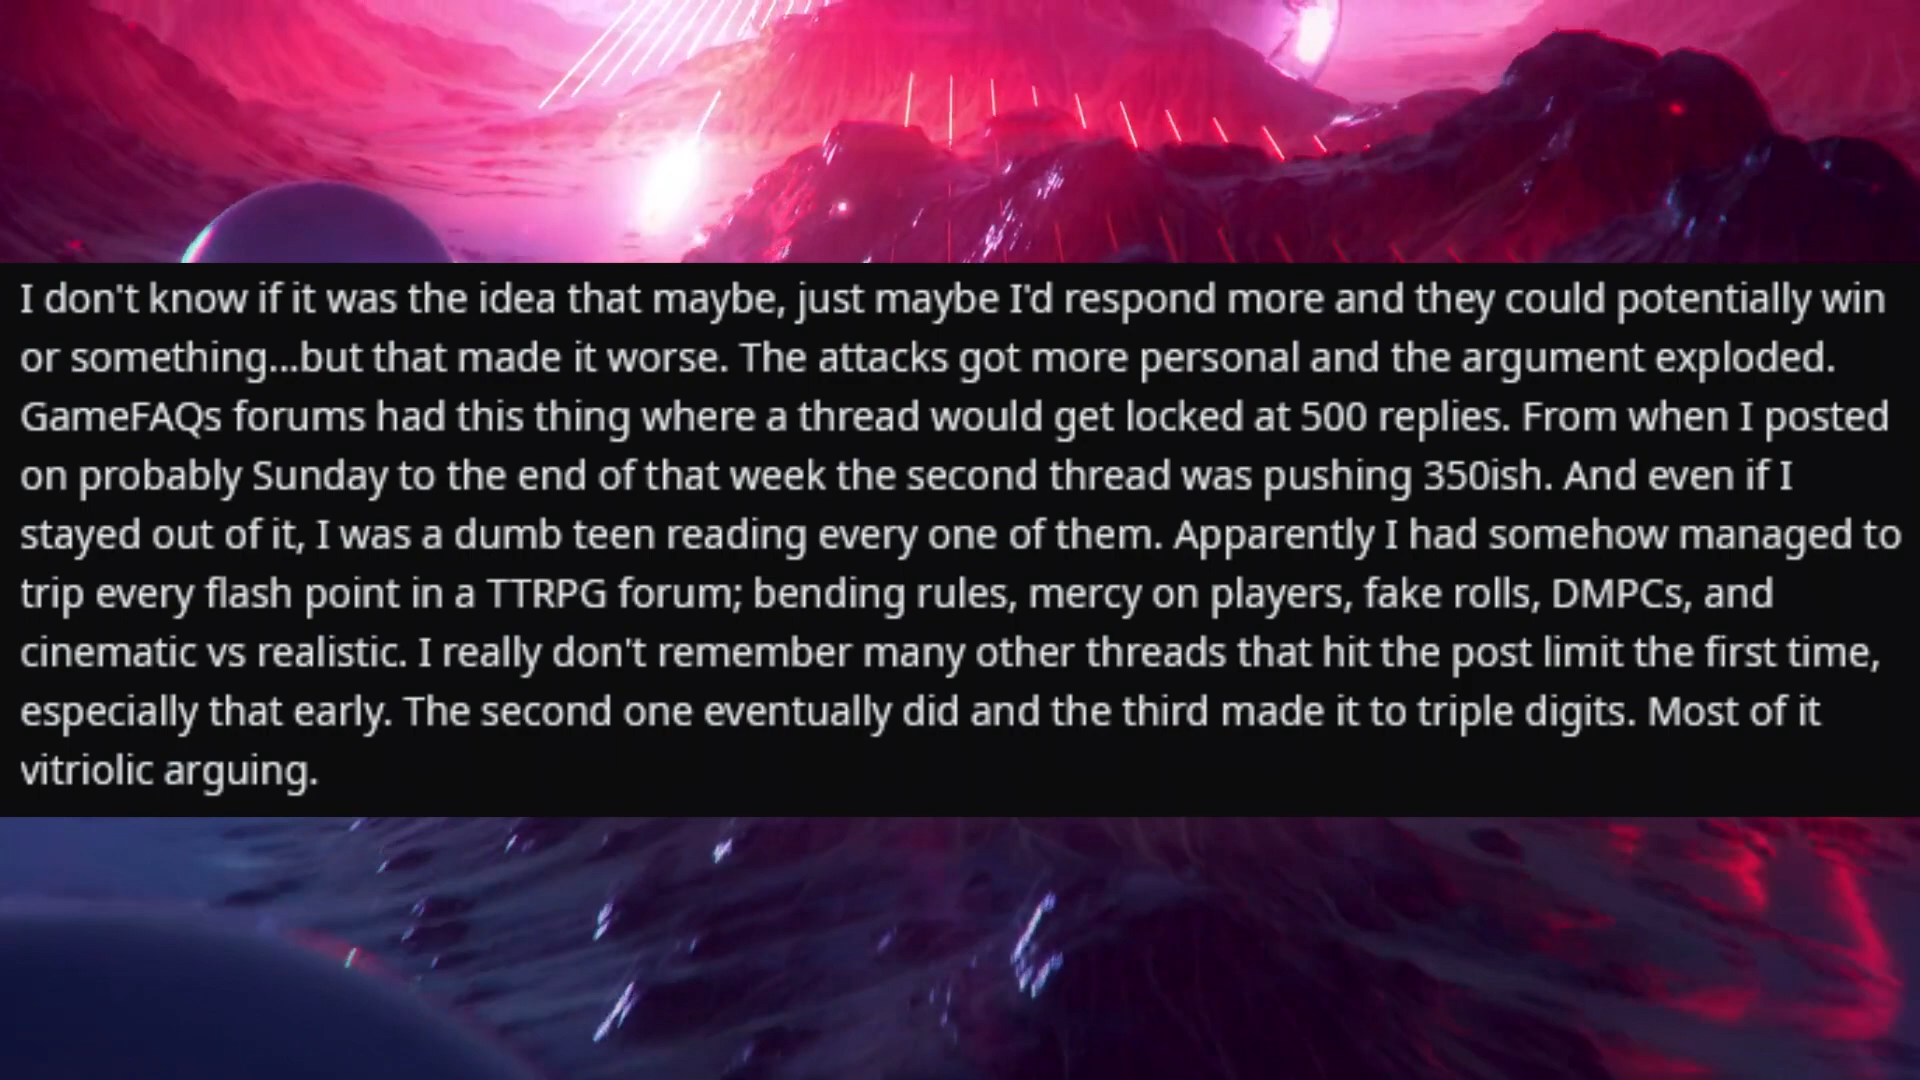 I don't know if it was the idea that maybe, just maybe I'd respond more and they could potentially win
or something...but that made it worse. The attacks got more personal and the argument exploded.
GameFAQs forums had this thing where a thread would get locked at 500 replies. From when I posted
on probably Sunday to the end of that week the second thread was pushing 350ish. And even if I
stayed out of it, I was a dumb teen reading every one of them. Apparently I had somehow managed to
trip every flash point in a TTRPG forum; bending rules, mercy on players, fake rolls, DMPCs, and
cinematic vs realistic. I really don't remember many other threads that hit the post limit the first time,
especially that early. The second one eventually did and the third made it to triple digits. Most of it
vitriolic arguing.